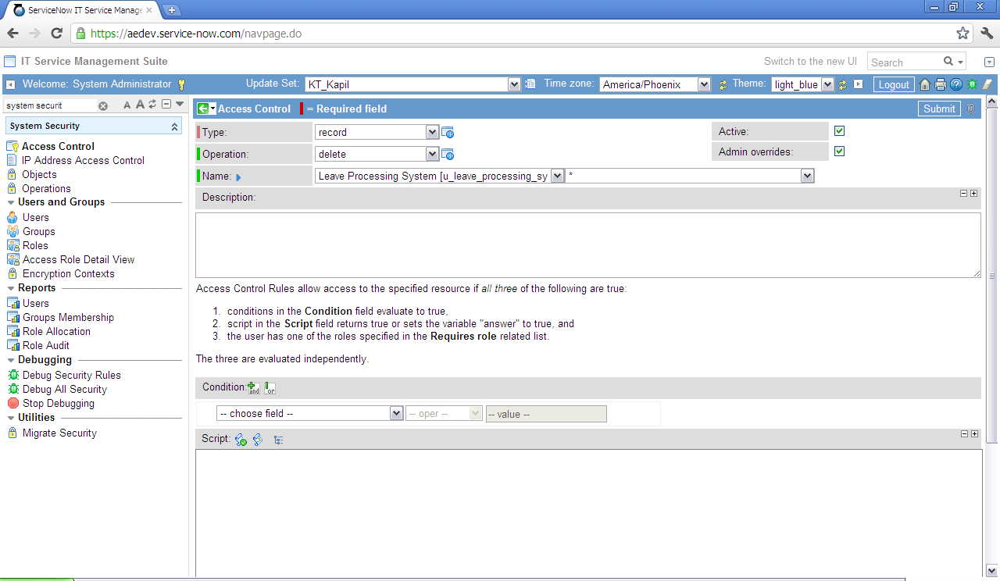 ServiceNow IT Service Manage
https://aedev.service-now.com/navpage.do
IT Service Management Suite
Switch to the new UI
Search
Welcome: System Administrator
Update Set:
KT_Kapil
Time zone:
America/Phoenix
Theme:
light_blue
Logout
system securit
A A
System Security
Access Control
IP Address Access Control
Objects
Operations
Users and Groups
Users
Groups
Roles
Access Role Detail View
Encryption Contexts
Reports
Users
Groups Membership
Role Allocation
Role Audit
Debugging
Debug Security Rules
Debug All Security
Stop Debugging
Utilities
Migrate Security
Access Control
= Required field
Submit
Type:
record
Active:
Operation:
delete
Admin overrides:
Name:
Leave Processing System [u_leave_processing_sy
*
Description:
Access Control Rules allow access to the specified resource if all three of the following are true:
1. conditions in the Condition field evaluate to true,
2. script in the Script field returns true or sets the variable "answer" to true, and
3. the user has one of the roles specified in the Requires role related list.
The three are evaluated independently.
Condition:
and
or
-- choose field --
-- oper --
-- value --
Script: